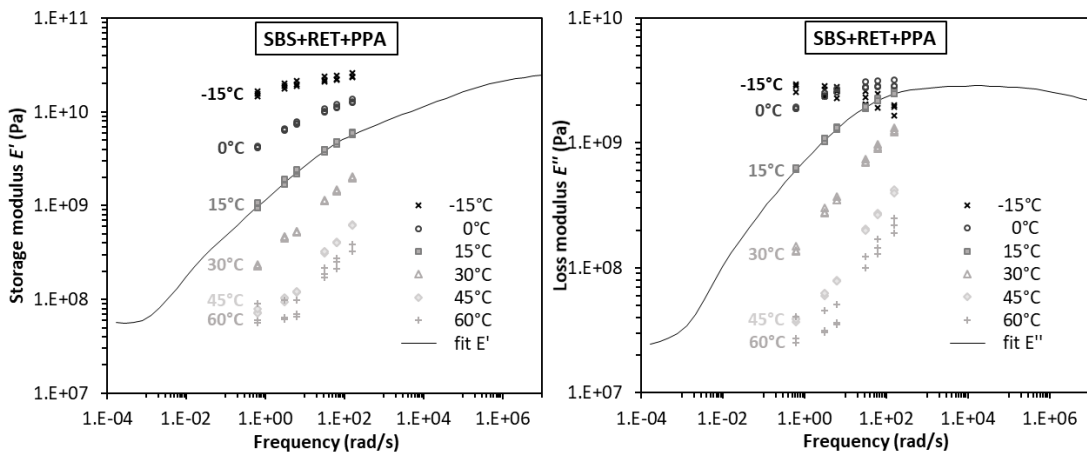 1.E+11
SBS+RET+PPA
1.E+10
1.E+09
1.E+08
1.E+07
Storage modulus E' (Pa)
-15°C
0°C
15°C
30°C
45°C
60°C
-15°C
0°C
15°C
30°C
45°C
60°C
fit E'
1.E-04 1.E-02 1.E+00 1.E+02 1.E+04 1.E+06
Frequency (rad/s)
1.E+10
SBS+RET+PPA
1.E+09
1.E+08
1.E+07
Loss modulus E'' (Pa)
-15°C
0°C
15°C
30°C
45°C
60°C
-15°C
0°C
15°C
30°C
45°C
60°C
fit E''
1.E-04 1.E-02 1.E+00 1.E+02 1.E+04 1.E+06
Frequency (rad/s)